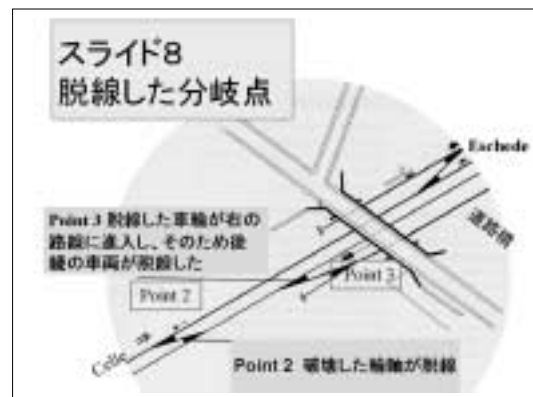 スライド8
脱線した分岐点
Eschede
道路橋
Point 3 脱線した車輪が右の
路線に進入し、そのため後
続の車両が脱線した
Point 3
Point 2
Celle
Point 2 破壊した輪軸が脱線